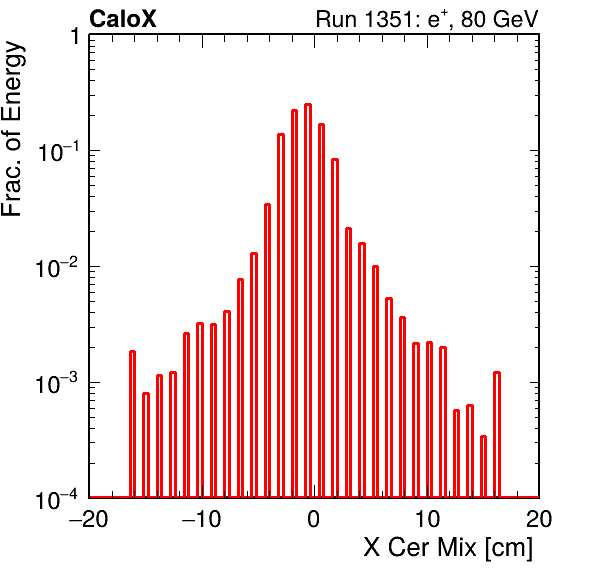 CaloX Run 1351: e⁺, 80 GeV
Frac. of Energy
1
10⁻¹
10⁻²
10⁻³
10⁻⁴
−20 −10 0 10 20
X Cer Mix [cm]